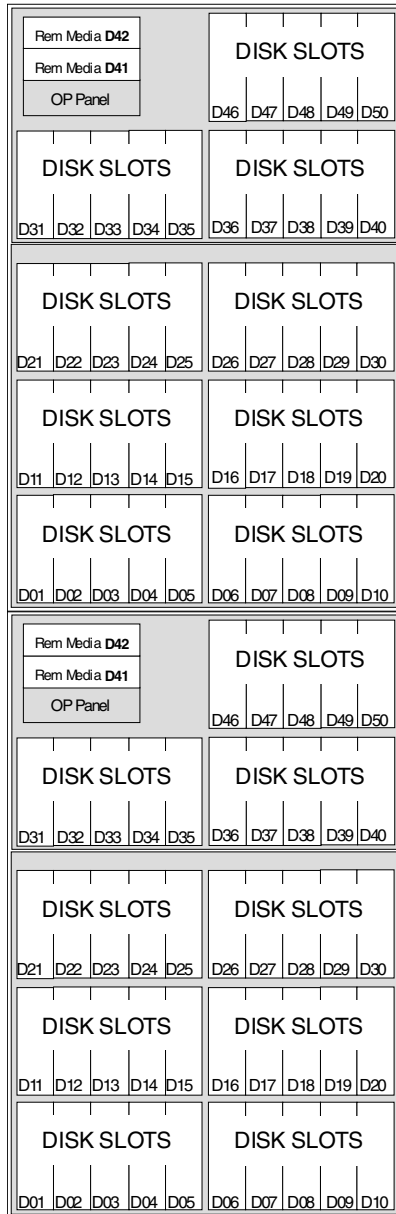 Rem Media D42
Rem Media D41
OP Panel
DISK SLOTS
D46 D47 D48 D49 D50
DISK SLOTS DISK SLOTS
D31 D32 D33 D34 D35 D36 D37 D38 D39 D40
DISK SLOTS DISK SLOTS
D21 D22 D23 D24 D25 D26 D27 D28 D29 D30
DISK SLOTS DISK SLOTS
D11 D12 D13 D14 D15 D16 D17 D18 D19 D20
DISK SLOTS DISK SLOTS
D01 D02 D03 D04 D05 D06 D07 D08 D09 D10
Rem Media D42
Rem Media D41
OP Panel
DISK SLOTS
D46 D47 D48 D49 D50
DISK SLOTS DISK SLOTS
D31 D32 D33 D34 D35 D36 D37 D38 D39 D40
DISK SLOTS DISK SLOTS
D21 D22 D23 D24 D25 D26 D27 D28 D29 D30
DISK SLOTS DISK SLOTS
D11 D12 D13 D14 D15 D16 D17 D18 D19 D20
DISK SLOTS DISK SLOTS
D01 D02 D03 D04 D05 D06 D07 D08 D09 D10